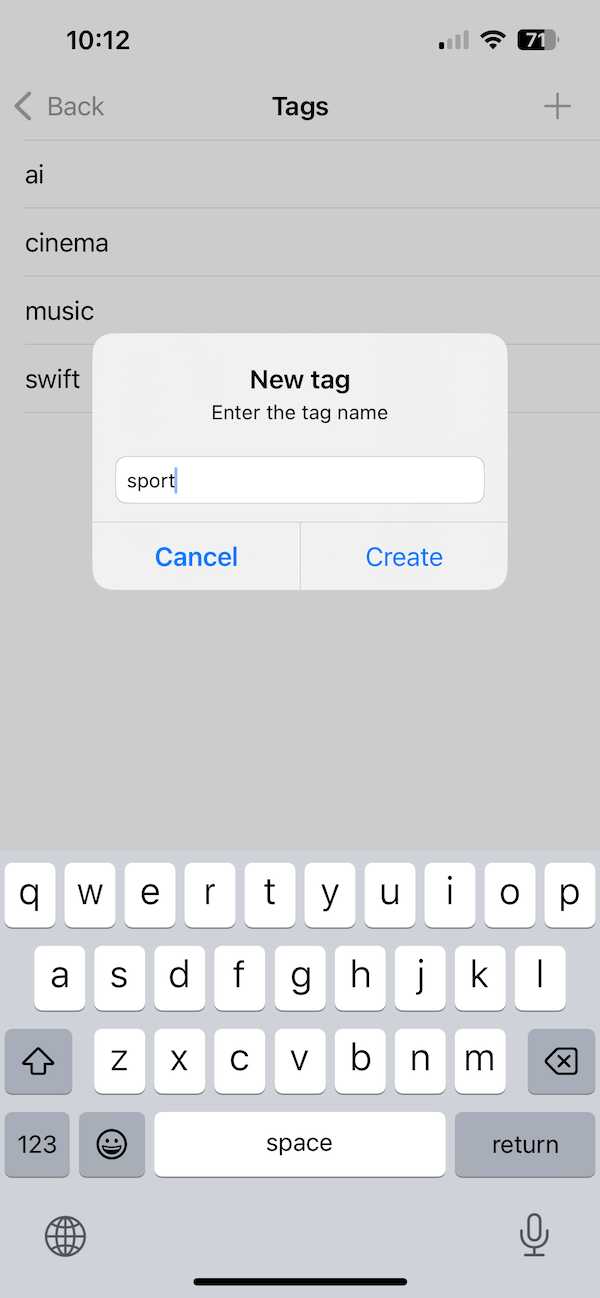 10:12
71
Back Tags
ai
cinema
music
swift
New tag
Enter the tag name
sport
Cancel Create
q w e r t y u i o p
a s d f g h j k l
z x c v b n m
123 space return